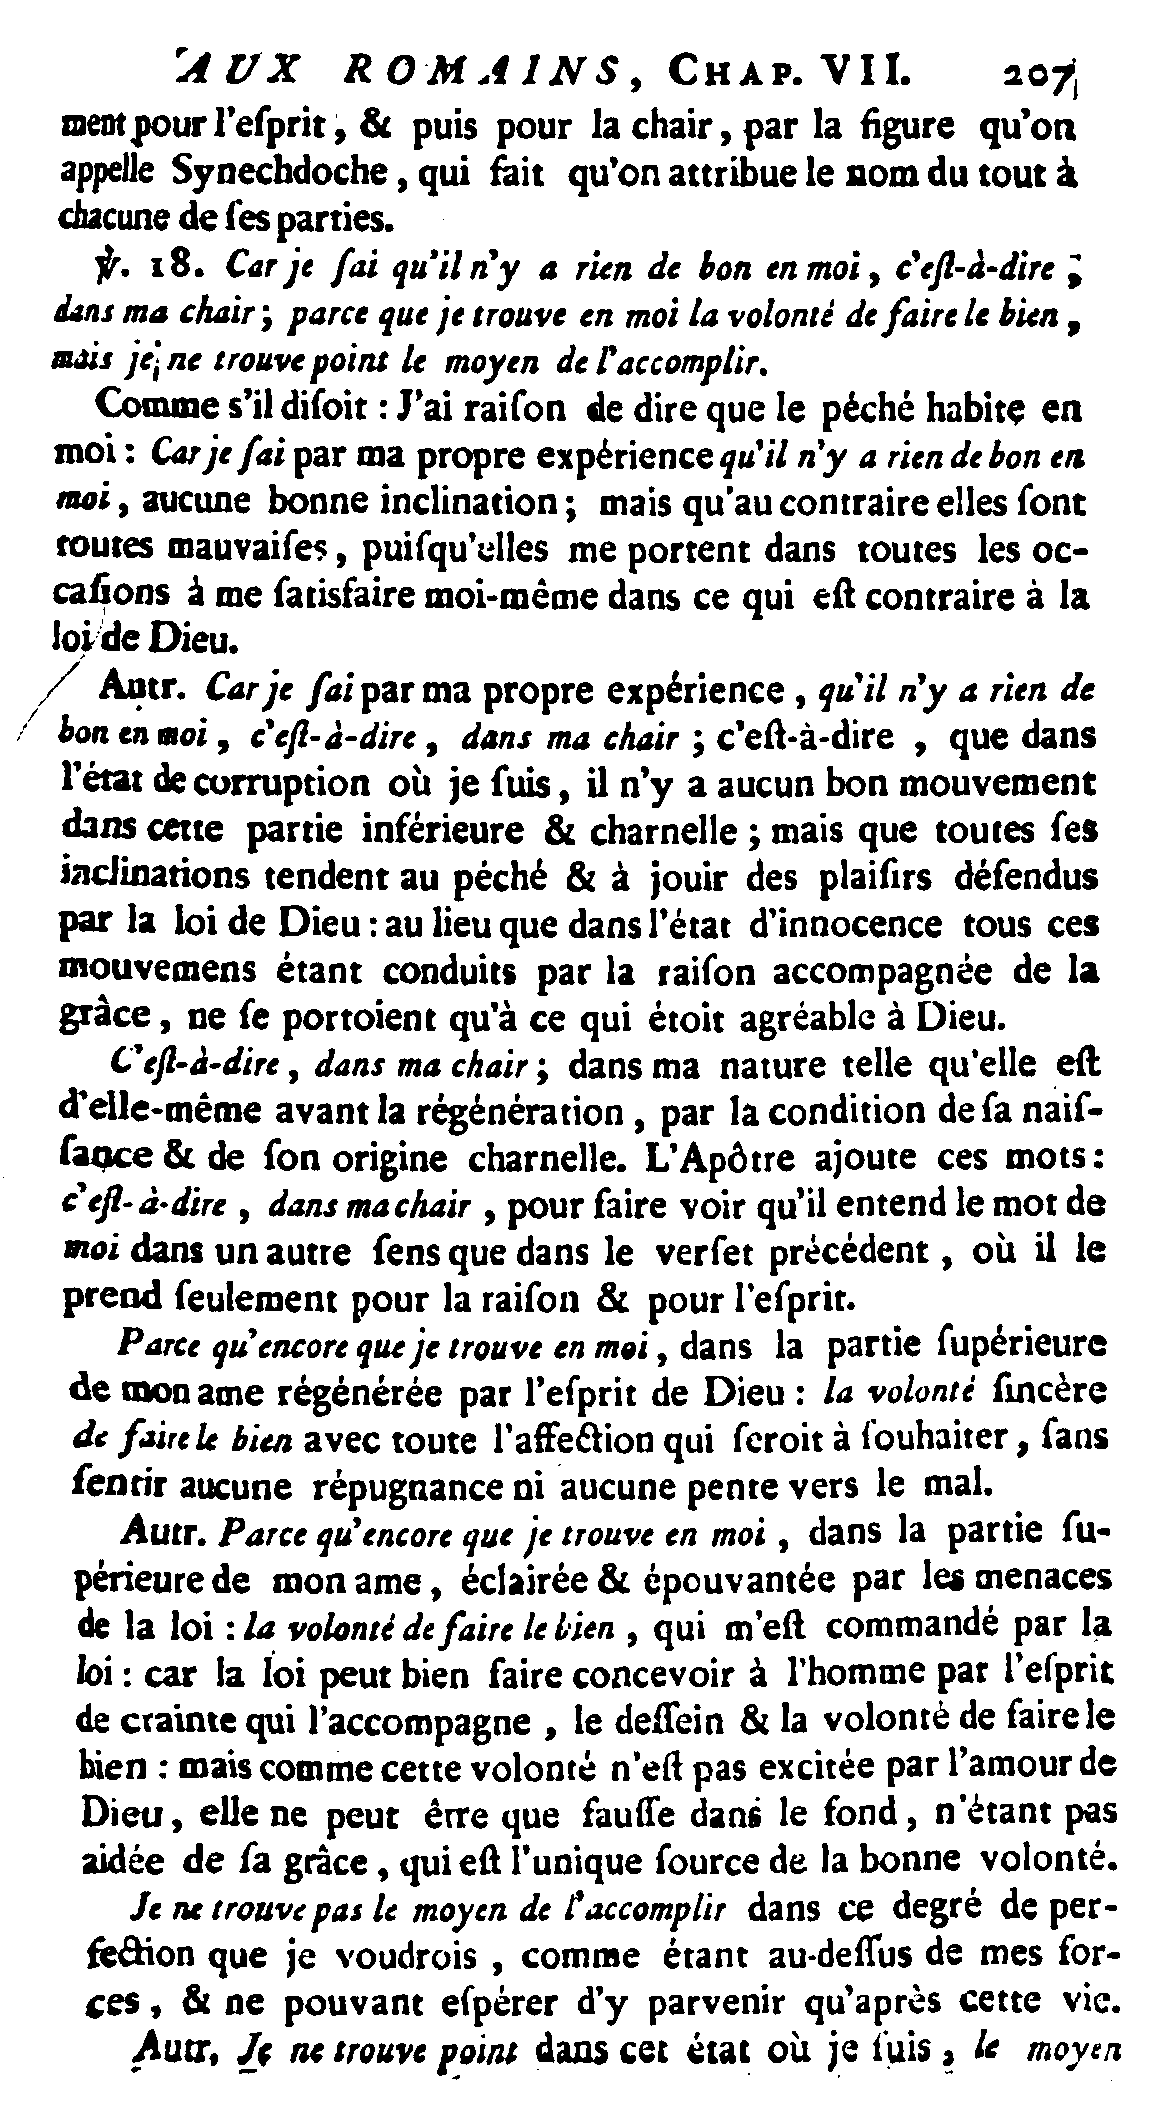 AUX ROMAINS, CHAP. VII. 207
ment pour l'eſprit, & puis pour la chair, par la figure qu'on
appelle Synechdoche, qui fait qu'on attribue le nom du tout à
chacune de ſes parties.
℣. 18. Car je ſai qu'il n'y a rien de bon en moi, c'eſt-à-dire ;
dans ma chair ; parce que je trouve en moi la volonté de faire le bien,
mais je ne trouve point le moyen de l'accomplir.
Comme s'il diſoit : J'ai raiſon de dire que le péché habite en
moi : Car je ſai par ma propre expérience qu'il n'y a rien de bon en
moi, aucune bonne inclination ; mais qu'au contraire elles ſont
toutes mauvaiſes, puiſqu'elles me portent dans toutes les oc-
caſions à me ſatisfaire moi-même dans ce qui eſt contraire à la
loi de Dieu.
Autr. Car je ſai par ma propre expérience, qu'il n'y a rien de
bon en moi, c'eſt-à-dire, dans ma chair ; c'eſt-à-dire, que dans
l'état de corruption où je ſuis, il n'y a aucun bon mouvement
dans cette partie inférieure & charnelle ; mais que toutes ſes
inclinations tendent au péché & à jouir des plaiſirs défendus
par la loi de Dieu : au lieu que dans l'état d'innocence tous ces
mouvemens étant conduits par la raiſon accompagnée de la
grâce, ne ſe portoient qu'à ce qui étoit agréable à Dieu.
C'eſt-à-dire, dans ma chair ; dans ma nature telle qu'elle eſt
d'elle-même avant la régénération, par la condition de ſa naiſ-
ſance & de ſon origine charnelle. L'Apôtre ajoute ces mots :
c'eſt-à-dire, dans ma chair, pour faire voir qu'il entend le mot de
moi dans un autre ſens que dans le verſet précédent, où il le
prend ſeulement pour la raiſon & pour l'eſprit.
Parce qu'encore que je trouve en moi, dans la partie ſupérieure
de mon ame régénérée par l'eſprit de Dieu : la volonté ſincère
de faire le bien avec toute l'affection qui ſeroit à ſouhaiter, ſans
ſentir aucune répugnance ni aucune pente vers le mal.
Autr. Parce qu'encore que je trouve en moi, dans la partie ſu-
périeure de mon ame, éclairée & épouvantée par les menaces
de la loi : la volonté de faire le bien, qui m'eſt commandé par la
loi : car la loi peut bien faire concevoir à l'homme par l'eſprit
de crainte qui l'accompagne, le deſſein & la volonté de faire le
bien : mais comme cette volonté n'eſt pas excitée par l'amour de
Dieu, elle ne peut être que fauſſe dans le fond, n'étant pas
aidée de ſa grâce, qui eſt l'unique ſource de la bonne volonté.
Je ne trouve pas le moyen de l'accomplir dans ce degré de per-
fection que je voudrois, comme étant au-deſſus de mes for-
ces, & ne pouvant eſpérer d'y parvenir qu'après cette vie.
Autr. Je ne trouve point dans cet état où je ſuis, le moyen